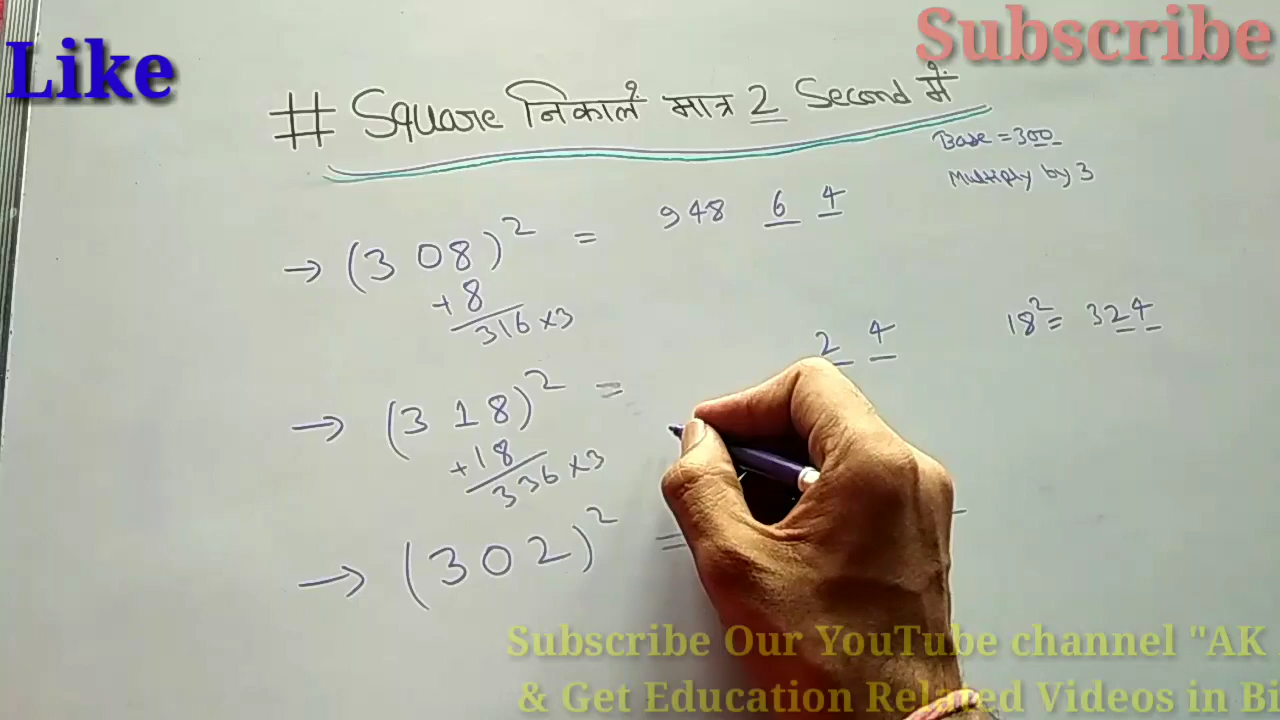 Like
Subscribe
# Square निकालें मात्र 2 Second में
Base = 300
Multiply by 3
→ (308)² = 948 6 4
+8
316 ×3
→ (318)² = 2 4
+18
336 ×3
18² = 324
→ (302)² =
Subscribe Our YouTube channel "AK
& Get Education Related Videos in Bi